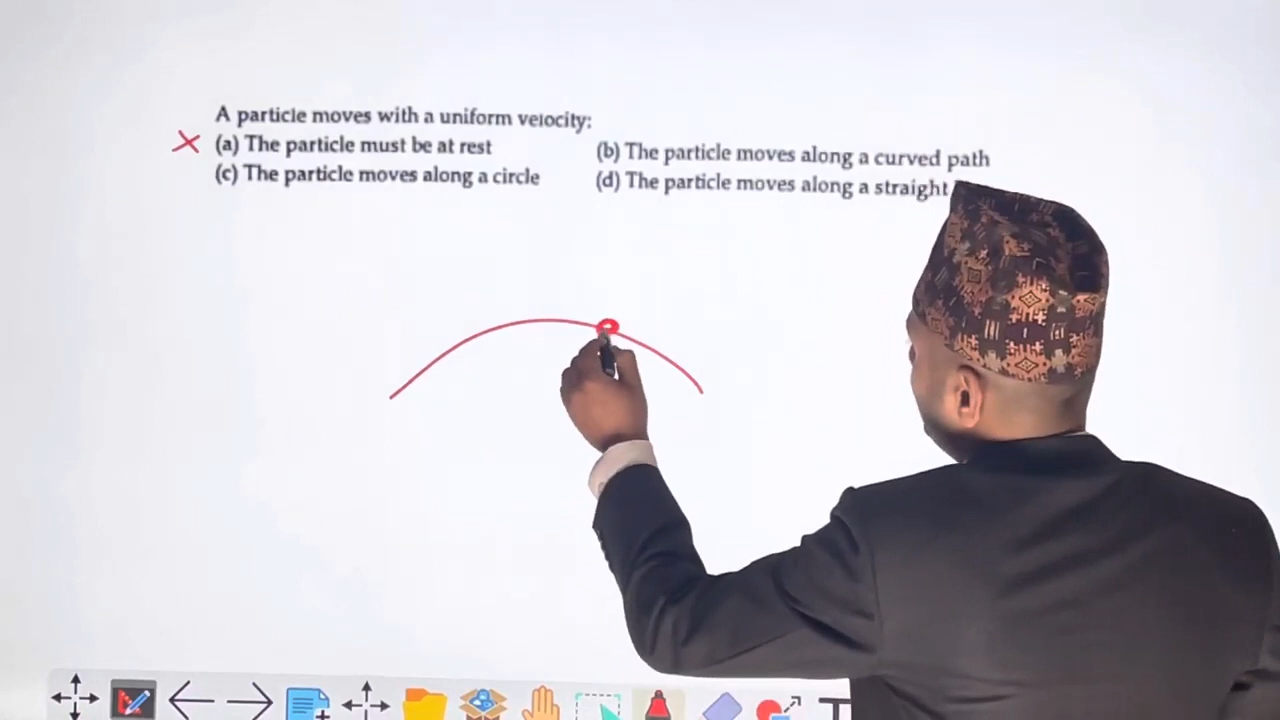 A particle moves with a uniform velocity:
(a) The particle must be at rest (b) The particle moves along a curved path
(c) The particle moves along a circle (d) The particle moves along a straight
T